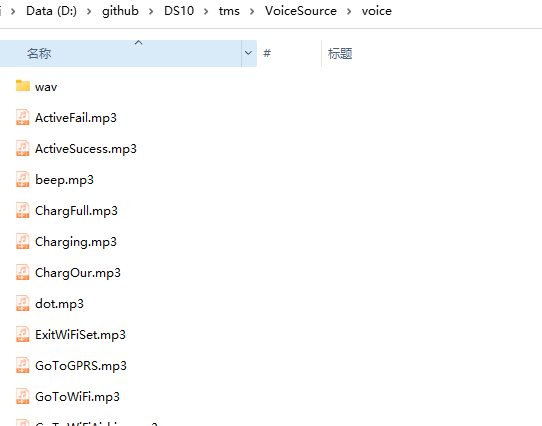 Data (D:) > github > DS10 > tms > VoiceSource > voice
名称 # 标题
wav
ActiveFail.mp3
ActiveSucess.mp3
beep.mp3
ChargFull.mp3
Charging.mp3
ChargOur.mp3
dot.mp3
ExitWiFiSet.mp3
GoToGPRS.mp3
GoToWiFi.mp3